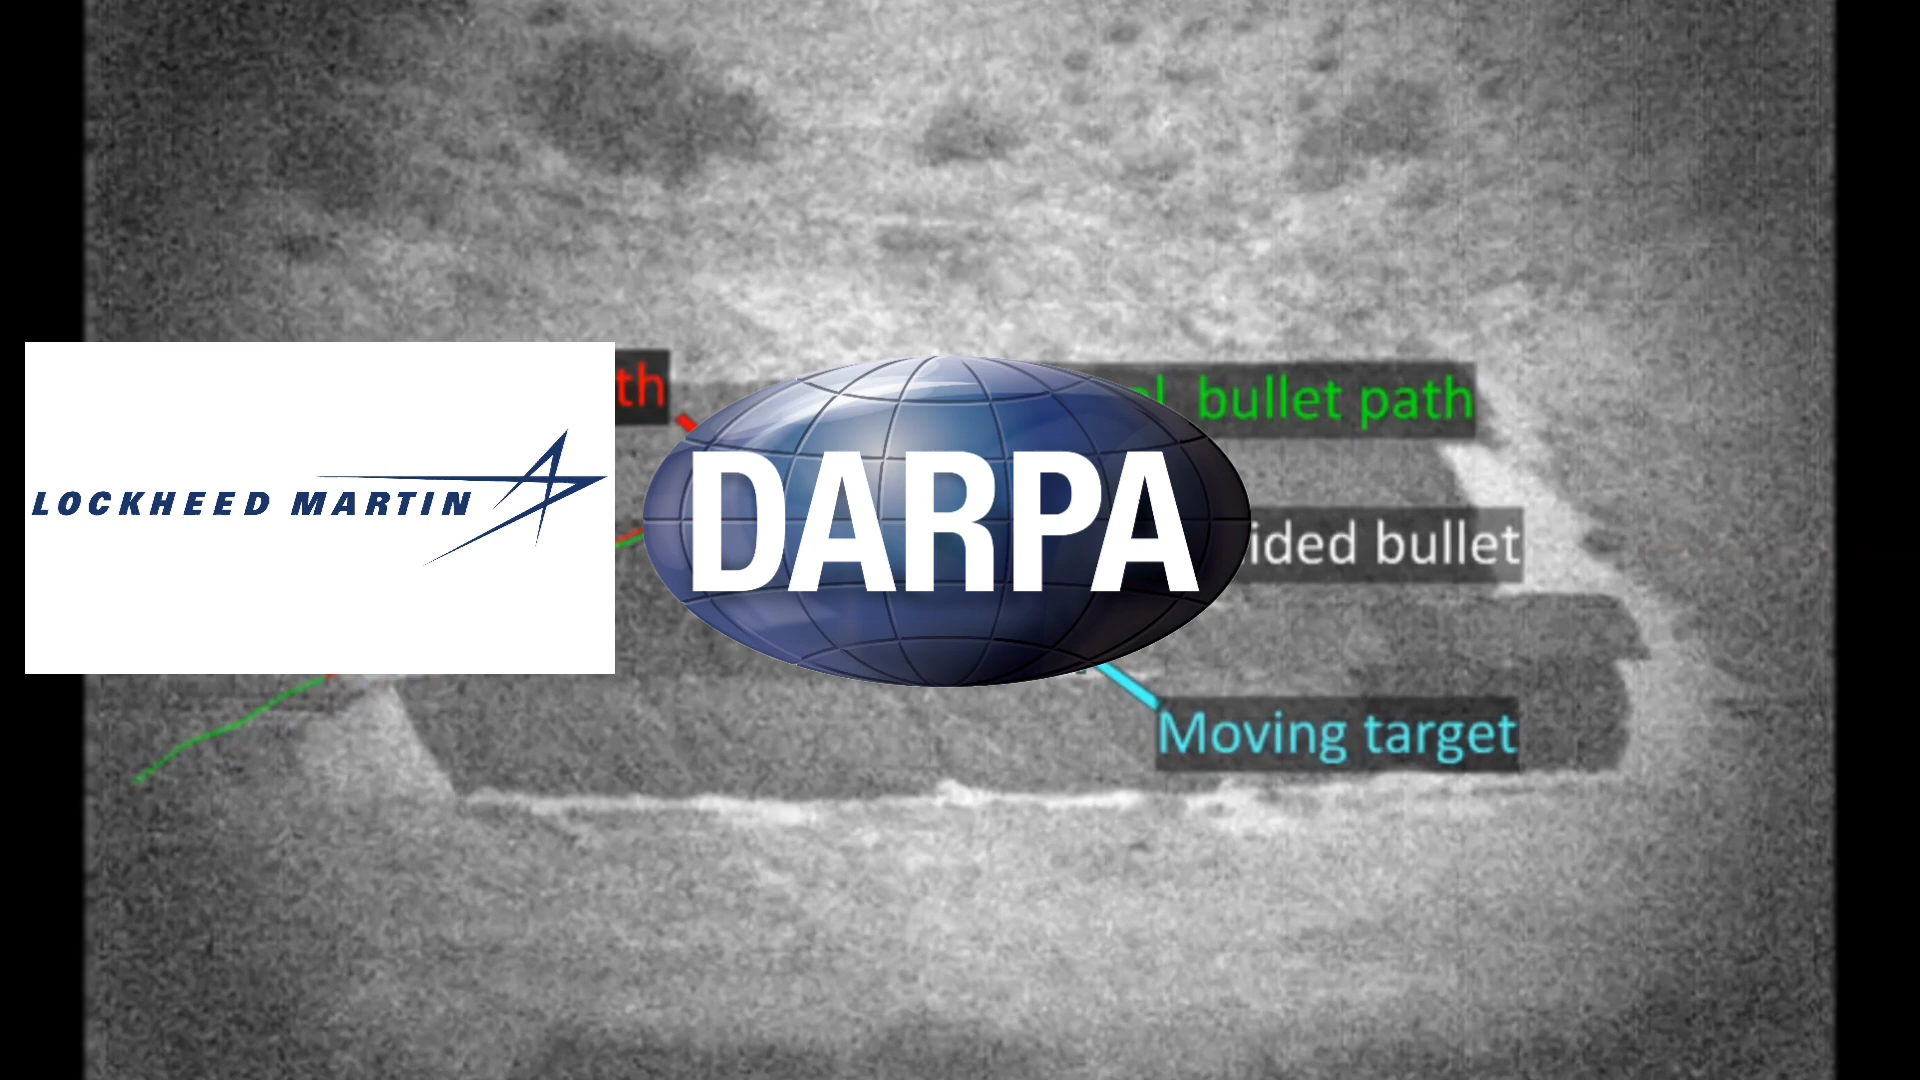 th
bullet path
LOCKHEED MARTIN
DARPA
ided bullet
Moving target